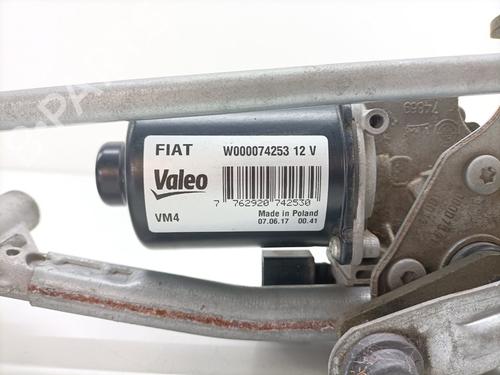 FIAT W000074253 12 V
Valeo
7 762920 742530
VM4
Made in Poland
07.06.17 00.41